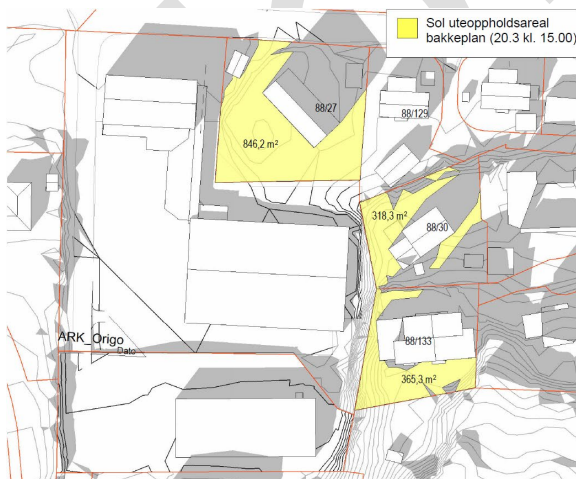 Sol uteoppholdsareal
bakkeplan (20.3 kl. 15.00)
88/27
88/129
846,2 m²
318,3 m²
88/30
ARK_Origo
Dato
88/133
365,3 m²